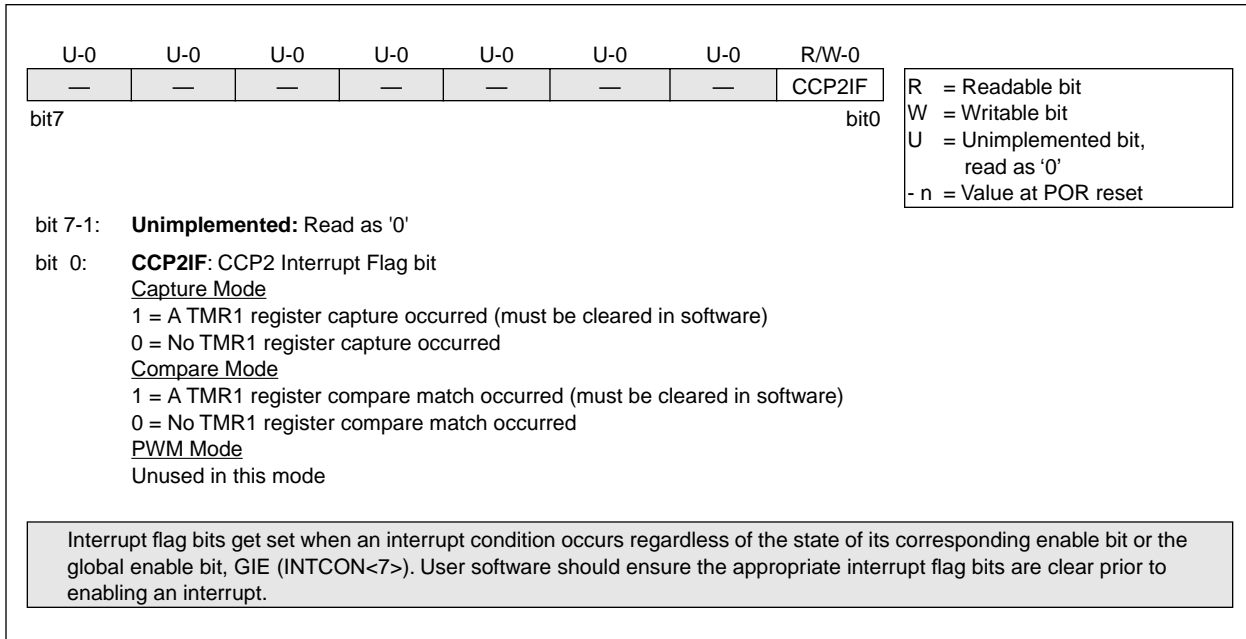 U-0 U-0 U-0 U-0 U-0 U-0 U-0 R/W-0
— — — — — — — CCP2IF
bit7 bit0
R = Readable bit
W = Writable bit
U = Unimplemented bit,
read as ‘0’
- n = Value at POR reset
bit 7-1: Unimplemented: Read as '0'
bit 0: CCP2IF: CCP2 Interrupt Flag bit
Capture Mode
1 = A TMR1 register capture occurred (must be cleared in software)
0 = No TMR1 register capture occurred
Compare Mode
1 = A TMR1 register compare match occurred (must be cleared in software)
0 = No TMR1 register compare match occurred
PWM Mode
Unused in this mode
Interrupt flag bits get set when an interrupt condition occurs regardless of the state of its corresponding enable bit or the
global enable bit, GIE (INTCON<7>). User software should ensure the appropriate interrupt flag bits are clear prior to
enabling an interrupt.